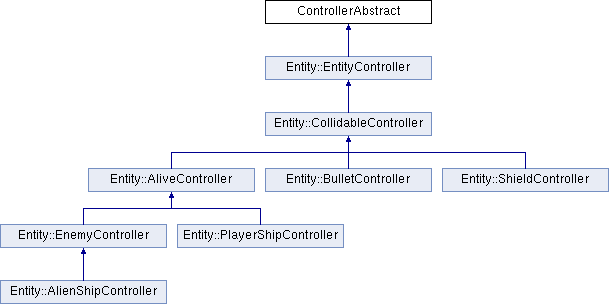 ControllerAbstract
Entity::EntityController
Entity::CollidableController
Entity::AliveController
Entity::BulletController
Entity::ShieldController
Entity::EnemyController
Entity::PlayerShipController
Entity::AlienShipController